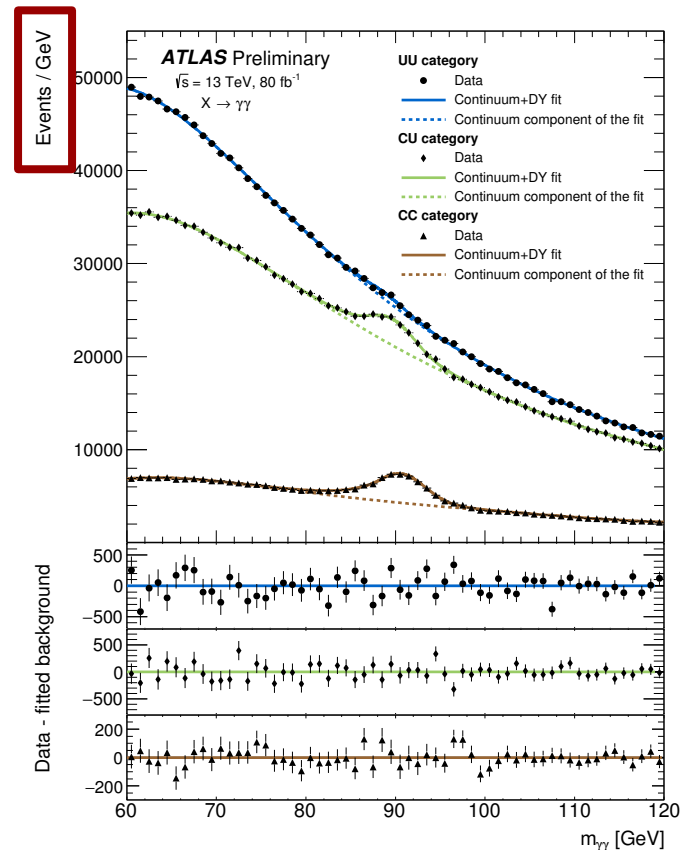 Events / GeV
50000
40000
30000
20000
10000
ATLAS Preliminary
√s = 13 TeV, 80 fb⁻¹
X → γγ
UU category
Data
Continuum+DY fit
Continuum component of the fit
CU category
Data
Continuum+DY fit
Continuum component of the fit
CC category
Data
Continuum+DY fit
Continuum component of the fit
Data - fitted background
500
0
−500
500
0
−500
200
0
−200
60 70 80 90 100 110 120
mγγ [GeV]